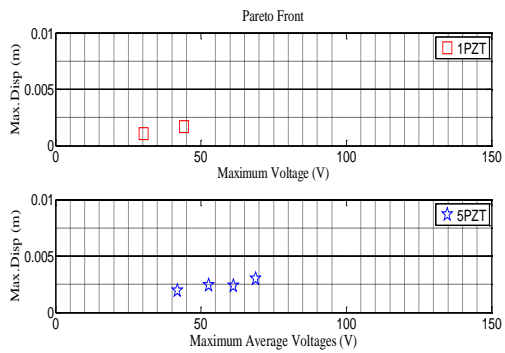 Pareto Front
0.01
0.005
0
Max.Disp (m)
1PZT
0
50
100
150
Maximum Voltage (V)
0.01
0.005
0
Max.Disp (m)
5PZT
0
50
100
150
Maximum Average Voltages (V)